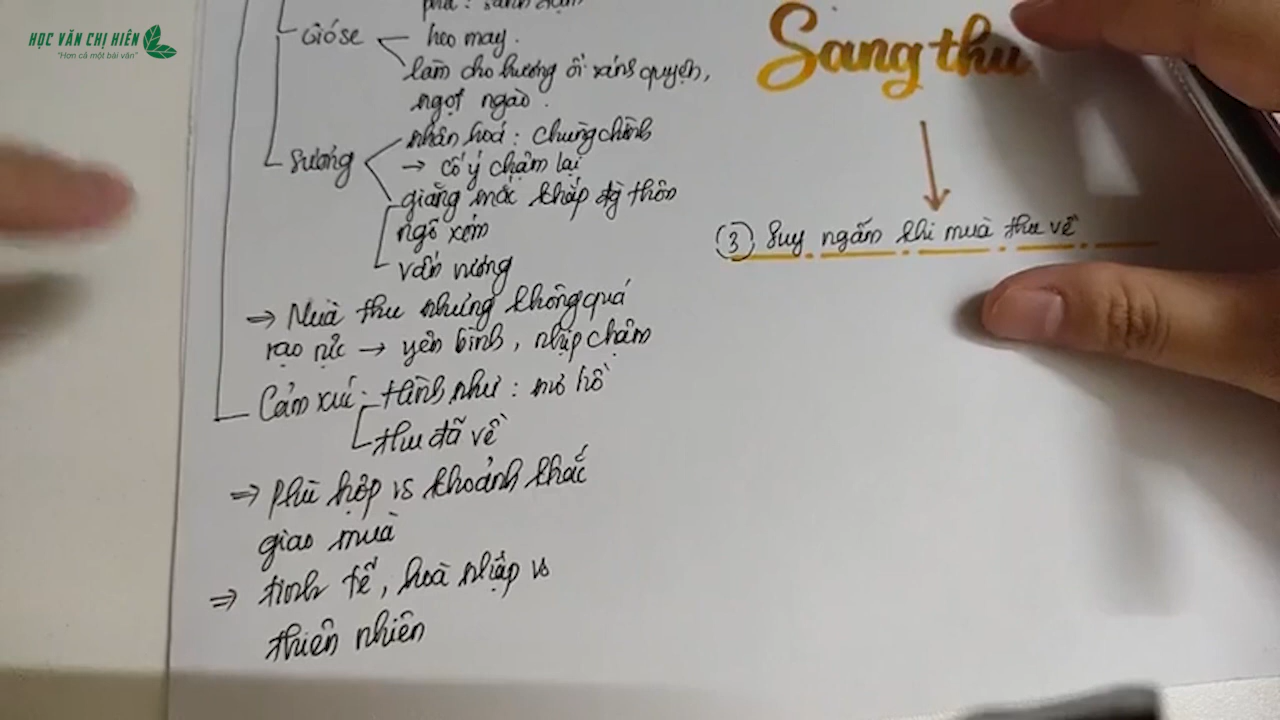 HỌC VĂN CHỊ HIÊN
"Hơn cả một bài văn"
Gió se
heo may.
làm cho hương ổi sánh quyện,
ngọt ngào.
Sương
nhân hoá: chùng chình
→ cố ý chậm lại
giăng mắc khắp đg thôn
ngõ xóm
vấn vương
⇒ Mùa thu nhưng không quá
rạo rực → yên bình, nhịp chậm
Cảm xúc: hình như: mơ hồ
thu đã về
⇒ Phù hợp vs khoảnh khắc
giao mùa
⇒ tinh tế, hoà nhập vs
thiên nhiên
Sang thu
③ Suy ngẫm khi mùa thu về